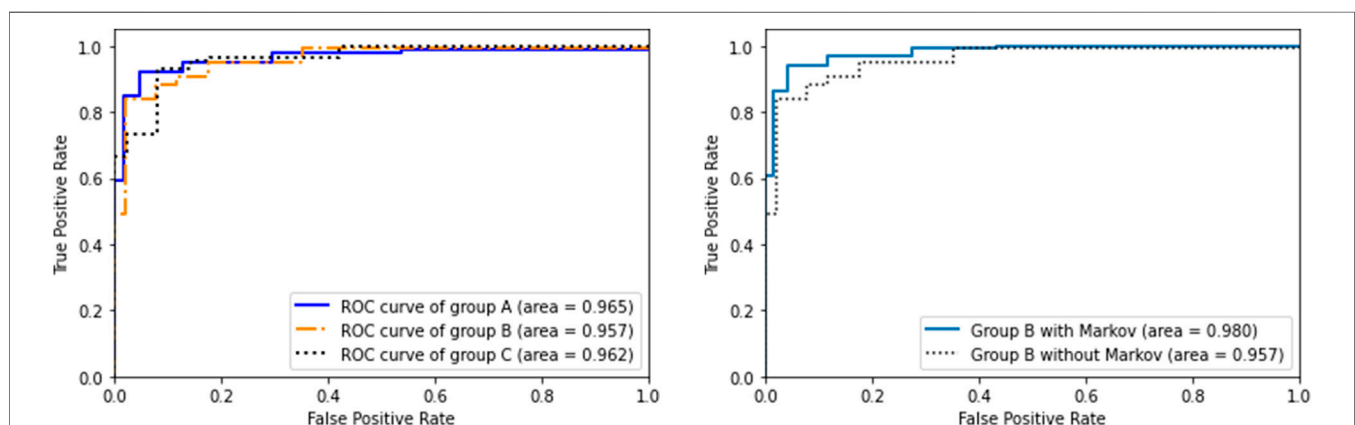 1.0
0.8
0.6
0.4
0.2
0.0
True Positive Rate
ROC curve of group A (area = 0.965)
ROC curve of group B (area = 0.957)
ROC curve of group C (area = 0.962)
0.0 0.2 0.4 0.6 0.8 1.0
False Positive Rate
1.0
0.8
0.6
0.4
0.2
0.0
True Positive Rate
Group B with Markov (area = 0.980)
Group B without Markov (area = 0.957)
0.0 0.2 0.4 0.6 0.8 1.0
False Positive Rate